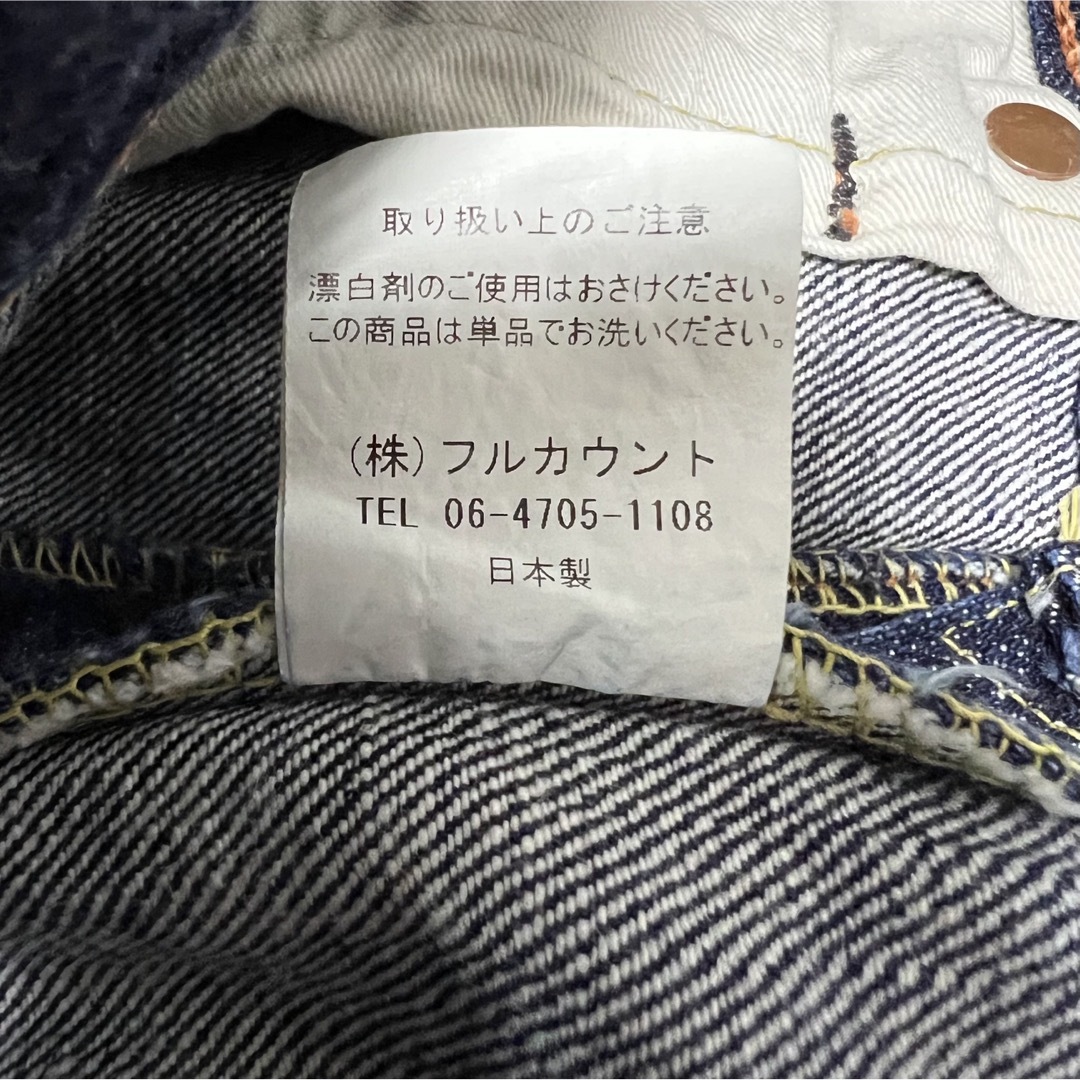 取り扱い上のご注意
漂白剤のご使用はおさけください。
この商品は単品でお洗いください。
(株)フルカウント
TEL 06-4705-1108
日本製